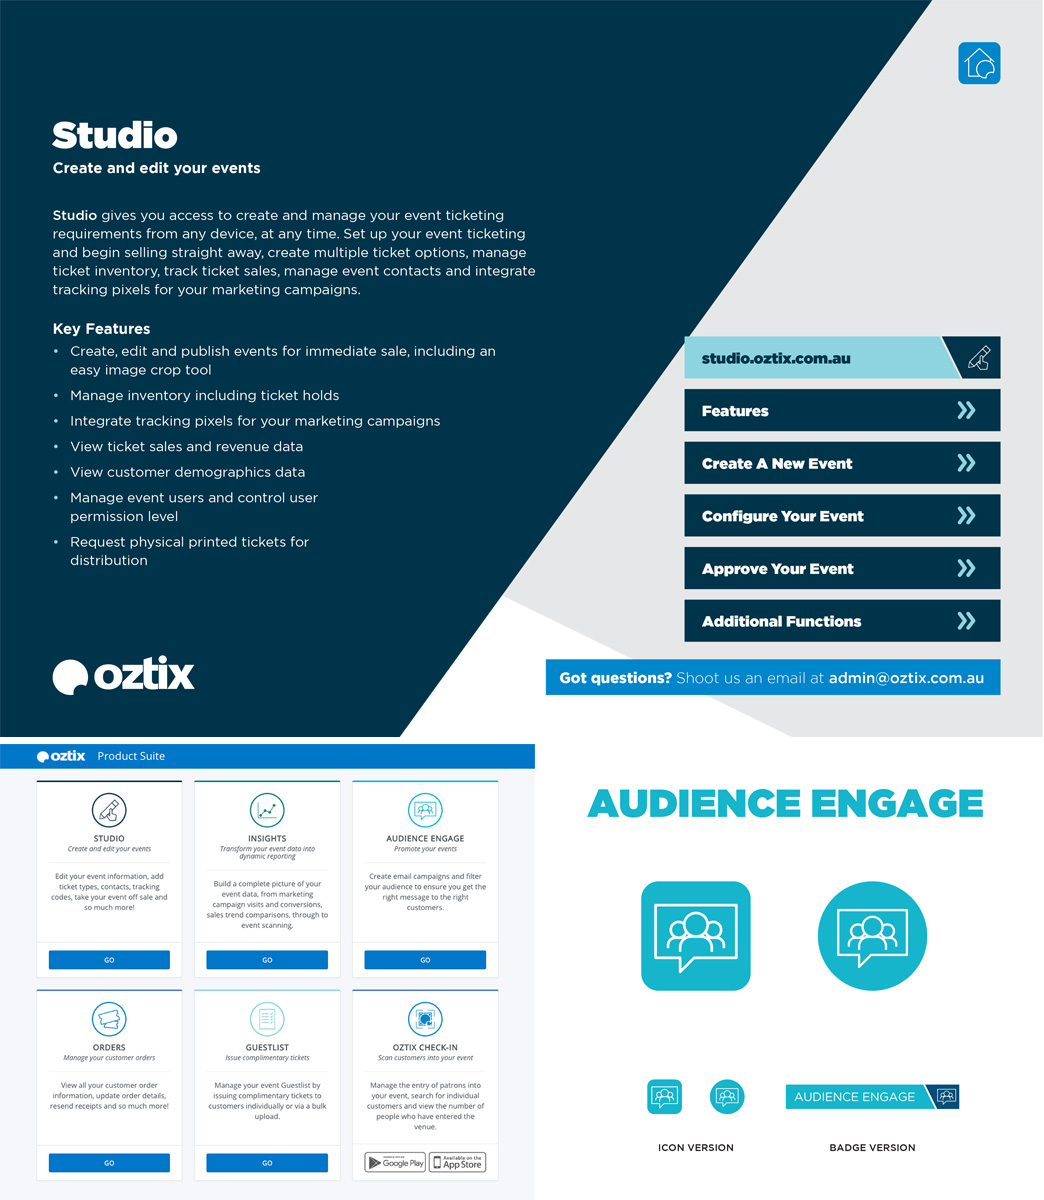 Studio
Create and edit your events
Studio gives you access to create and manage your event ticketing
requirements from any device, at any time. Set up your event ticketing
and begin selling straight away, create multiple ticket options, manage
ticket inventory, track ticket sales, manage event contacts and integrate
tracking pixels for your marketing campaigns.
Key Features
• Create, edit and publish events for immediate sale, including an
easy image crop tool
• Manage inventory including ticket holds
• Integrate tracking pixels for your marketing campaigns
• View ticket sales and revenue data
• View customer demographics data
• Manage event users and control user
permission level
• Request physical printed tickets for
distribution
oztix
studio.oztix.com.au
Features
Create A New Event
Configure Your Event
Approve Your Event
Additional Functions
Got questions? Shoot us an email at admin@oztix.com.au
oztix Product Suite
STUDIO
Create and edit your events
Edit your event information, add
ticket types, contacts, tracking
codes, take your event off sale and
so much more!
GO
INSIGHTS
Transform your event data into
dynamic reporting
Build a complete picture of your
event data, from marketing
campaign visits and conversions,
sales trend comparisons, through to
event scanning.
GO
AUDIENCE ENGAGE
Promote your events
Create email campaigns and filter
your audience to ensure you get the
right message to the right
customers.
GO
ORDERS
Manage your customer orders
View all your customer order
information, update order details,
resend receipts and so much more!
GO
GUESTLIST
Issue complimentary tickets
Manage your event Guestlist by
issuing complimentary tickets to
customers individually or via a bulk
upload.
GO
OZTIX CHECK-IN
Scan customers into your event
Manage the entry of patrons into
your event, search for individual
customers and view the number of
people who have entered the
venue.
Google Play
Available on the
App Store
AUDIENCE ENGAGE
AUDIENCE ENGAGE
ICON VERSION
BADGE VERSION